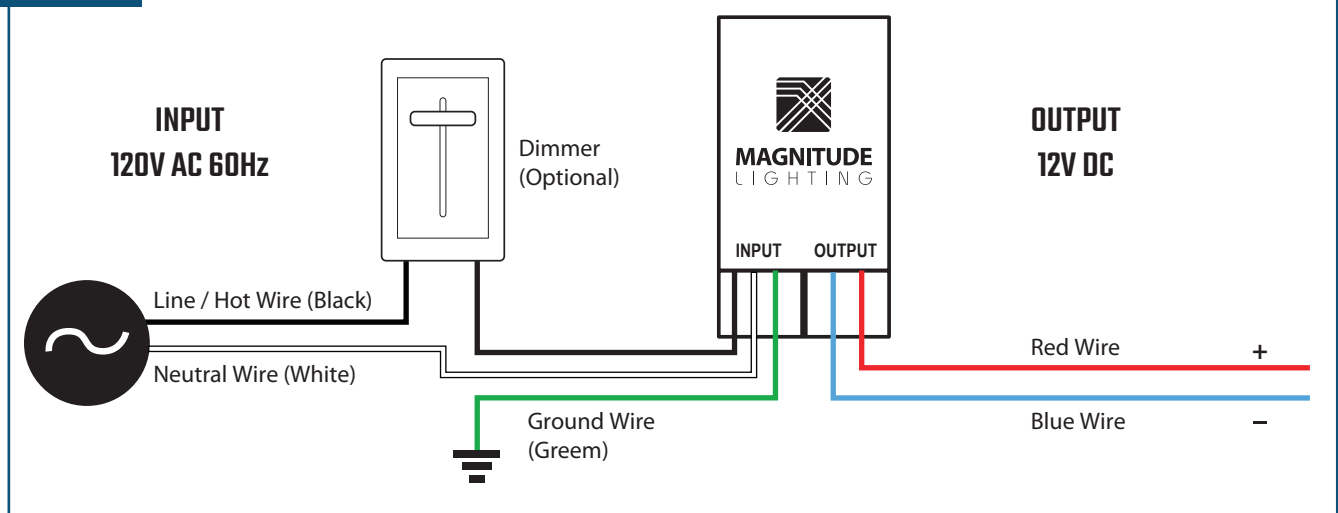 INPUT
120V AC 60Hz
Dimmer
(Optional)
MAGNITUDE
LIGHTING
INPUT
OUTPUT
OUTPUT
12V DC
Line / Hot Wire (Black)
Neutral Wire (White)
Ground Wire
(Greem)
Red Wire +
Blue Wire –